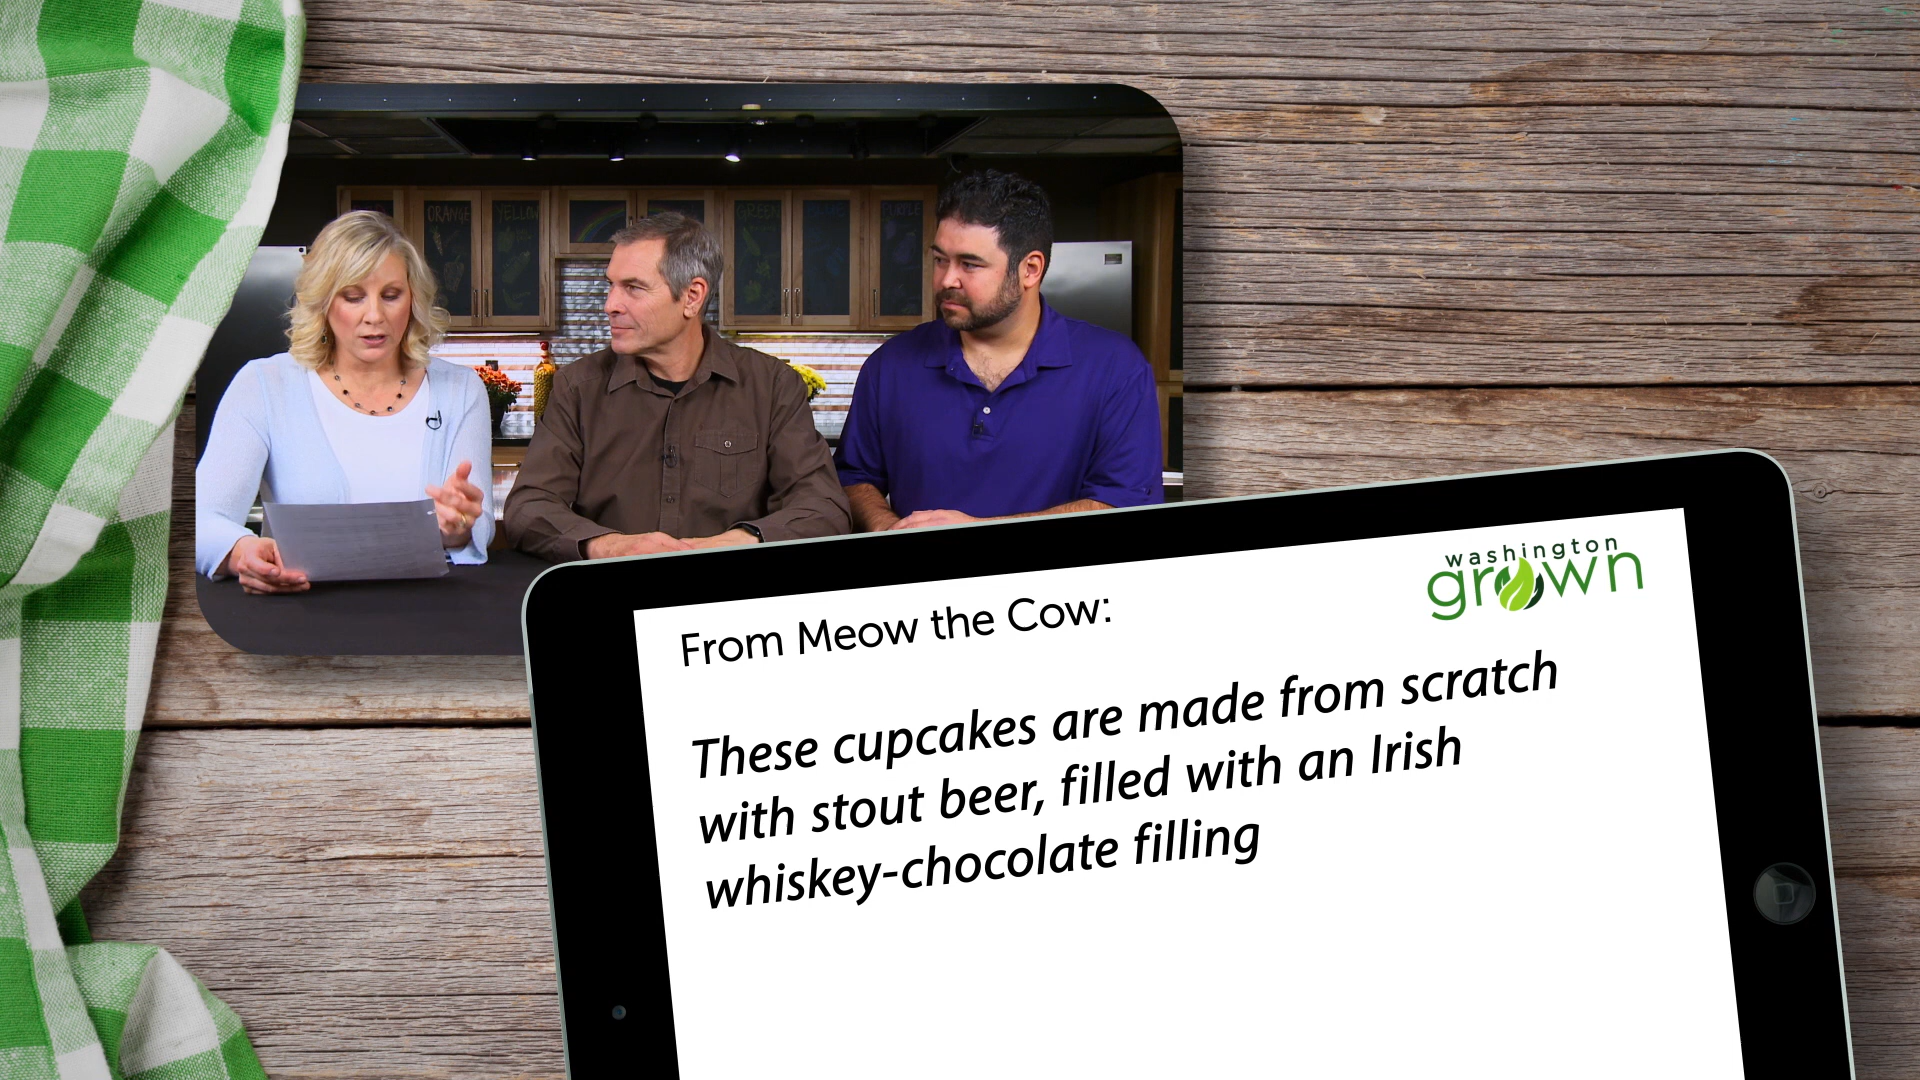 ORANGE
YELLOW
GREEN
washington
grown
From Meow the Cow:
These cupcakes are made from scratch
with stout beer, filled with an Irish
whiskey-chocolate filling